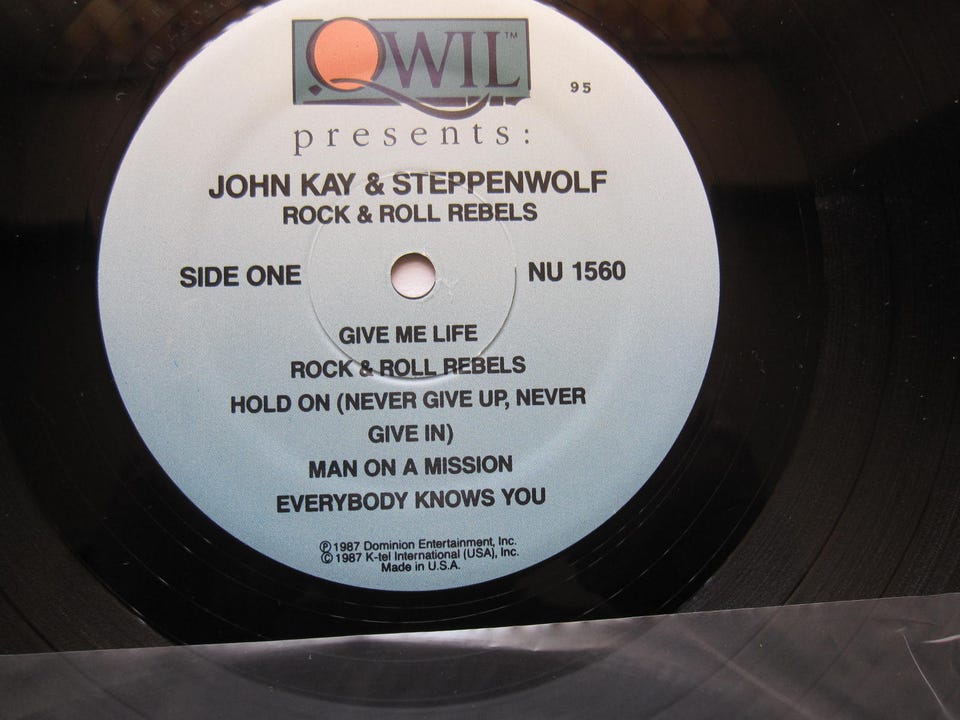 QWIL™
95
presents:
JOHN KAY & STEPPENWOLF
ROCK & ROLL REBELS
SIDE ONE
NU 1560
GIVE ME LIFE
ROCK & ROLL REBELS
HOLD ON (NEVER GIVE UP, NEVER
GIVE IN)
MAN ON A MISSION
EVERYBODY KNOWS YOU
℗ 1987 Dominion Entertainment, Inc.
© 1987 K-tel International (USA), Inc.
Made in U.S.A.